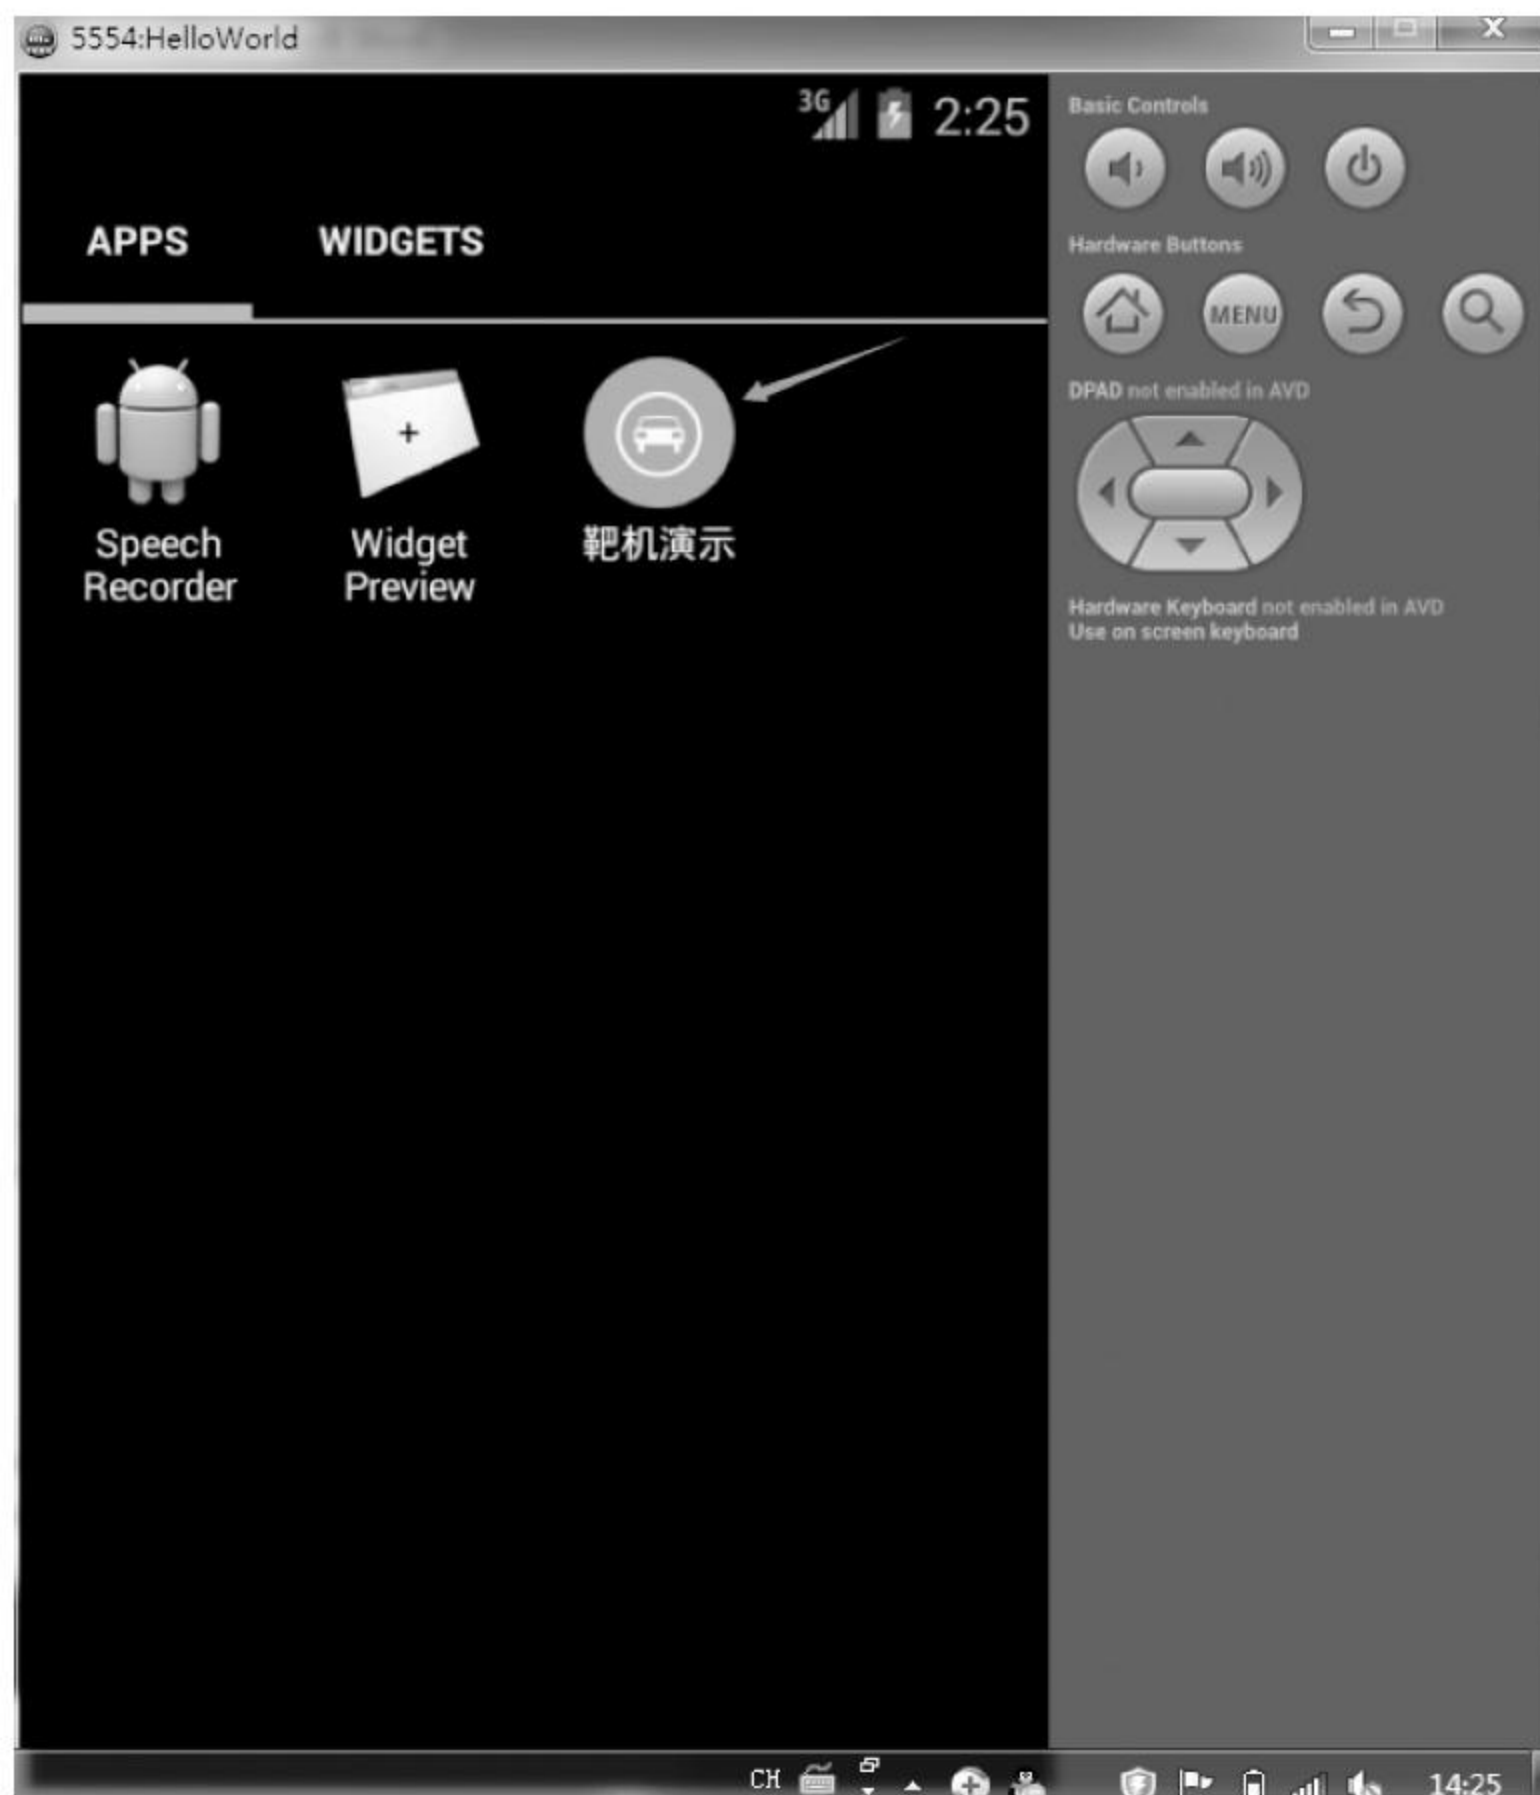 5554:HelloWorld
3G 2:25
APPS WIDGETS
Speech
Recorder
Widget
Preview
靶机演示
Basic Controls
Hardware Buttons
MENU
DPAD not enabled in AVD
Hardware Keyboard not enabled in AVD
Use on screen keyboard
CH 14:25